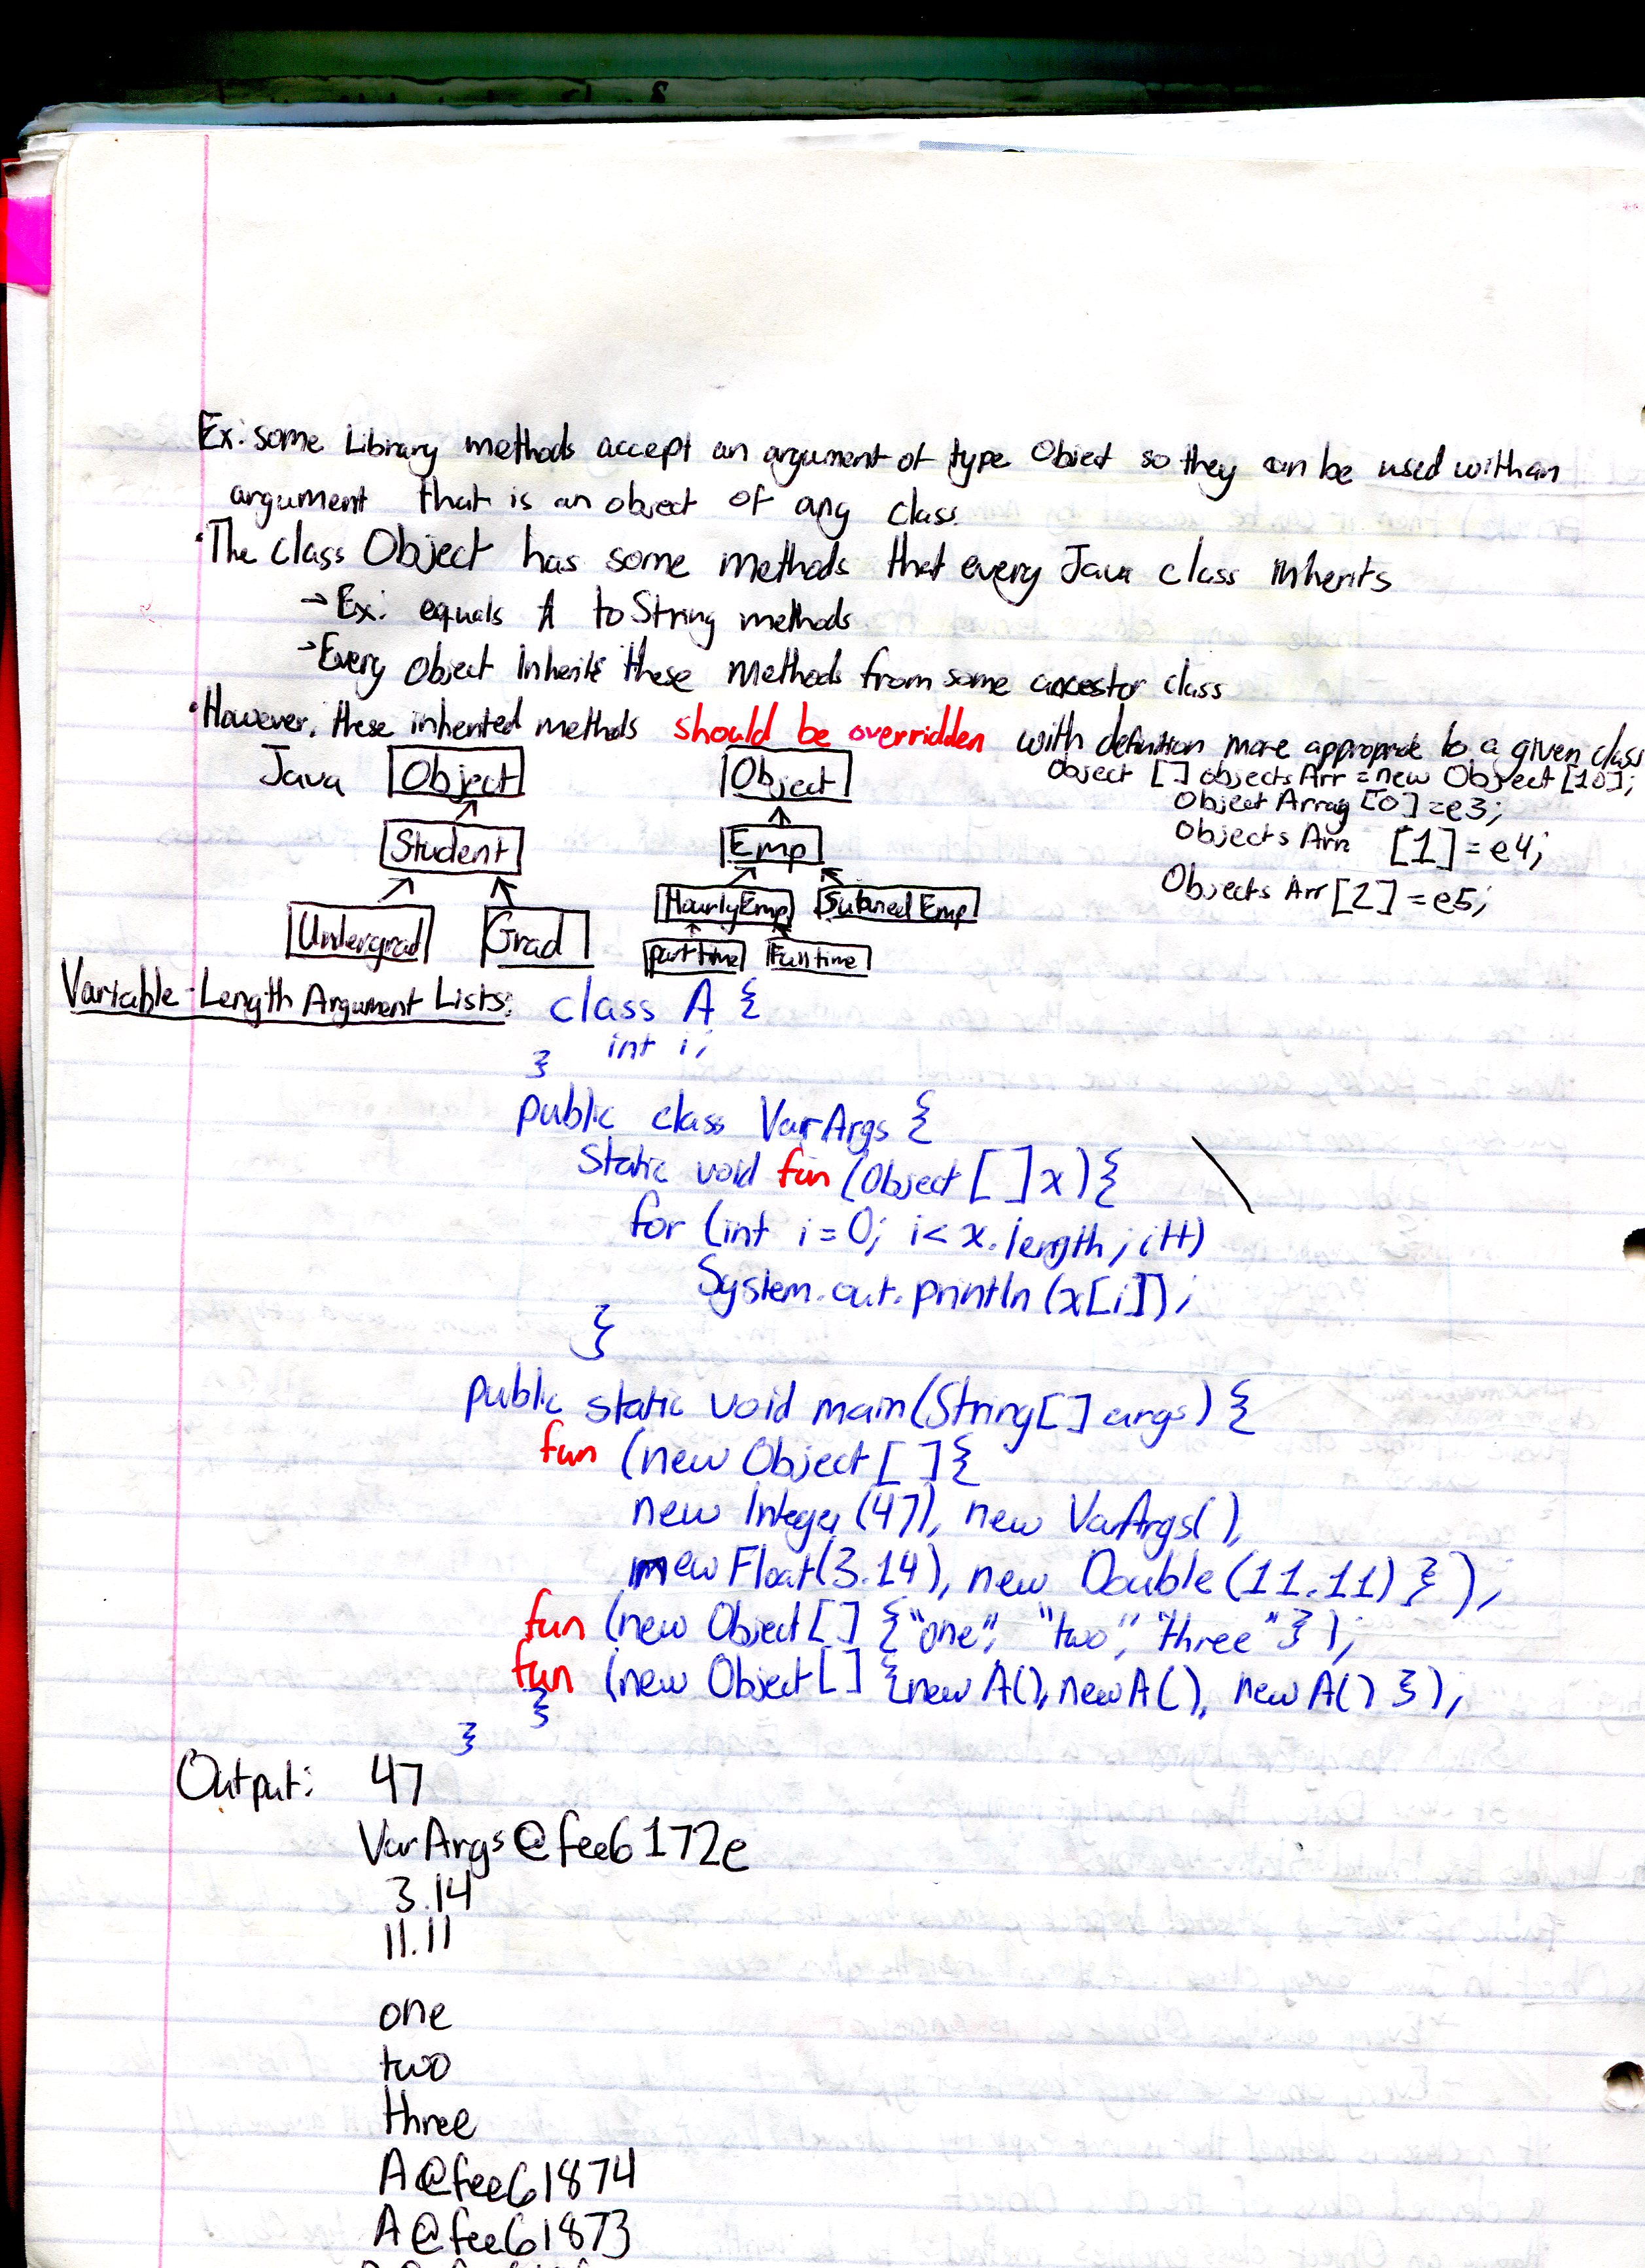 Ex: some Library methods accept an argument of type Object so they can be used with an
argument that is an object of any class.
• The class Object has some methods that every Java class inherits
→ Ex: equals & toString methods
→ Every Object Inherits these Methods from some ancestor class
• However, these inherited methods should be overridden with definition more appropriate to a given class
Java Object
Student
Undergrad Grad
Object
Emp
HourlyEmp Emp
parttime Fulltime
Object [] objectsArr = new Object [10];
Object Array [0] = e3;
Objects Arr [1] = e4;
Objects Arr [2] = e5;
Variable-Length Argument Lists:
class A {
int i;
}
public class VarArgs {
static void fun (Object [ ] x) {
for (int i = 0; i < x.length; i++)
System.out.println (x[i]);
}
public static void main (String[ ] args) {
fun (new Object [ ] {
new Integer (47), new VarArgs( ),
new Float(3.14), new Double (11.11) } );
fun (new Object [ ] {"one", "two", "three" } );
fun (new Object [ ] {new A(), new A( ), new A( ) } );
}
}
Output: 47
VarArgs@fee6172e
3.14
11.11
one
two
three
A@fee61874
A@fee61873